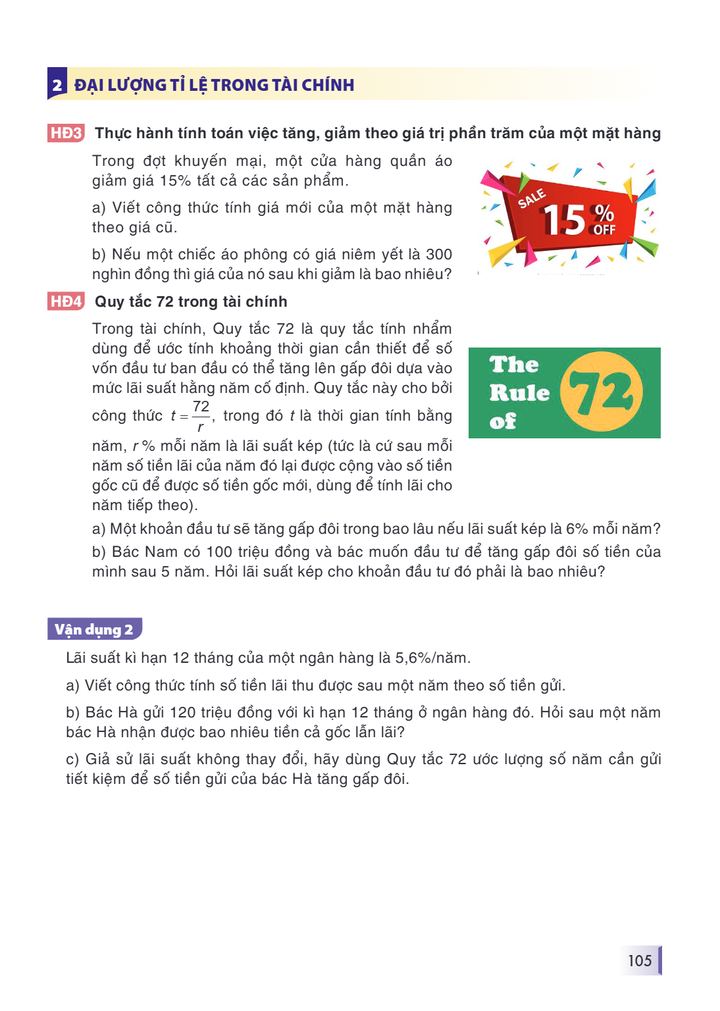 2 ĐẠI LƯỢNG TỈ LỆ TRONG TÀI CHÍNH
HĐ3 Thực hành tính toán việc tăng, giảm theo giá trị phần trăm của một mặt hàng
Trong đợt khuyến mại, một cửa hàng quần áo
giảm giá 15% tất cả các sản phẩm.
a) Viết công thức tính giá mới của một mặt hàng
theo giá cũ.
b) Nếu một chiếc áo phông có giá niêm yết là 300
nghìn đồng thì giá của nó sau khi giảm là bao nhiêu?
SALE
15 % OFF
HĐ4 Quy tắc 72 trong tài chính
Trong tài chính, Quy tắc 72 là quy tắc tính nhẩm
dùng để ước tính khoảng thời gian cần thiết để số
vốn đầu tư ban đầu có thể tăng lên gấp đôi dựa vào
mức lãi suất hằng năm cố định. Quy tắc này cho bởi
công thức t = 72/r, trong đó t là thời gian tính bằng
năm, r % mỗi năm là lãi suất kép (tức là cứ sau mỗi
năm số tiền lãi của năm đó lại được cộng vào số tiền
gốc cũ để được số tiền gốc mới, dùng để tính lãi cho
năm tiếp theo).
The
Rule
of
72
a) Một khoản đầu tư sẽ tăng gấp đôi trong bao lâu nếu lãi suất kép là 6% mỗi năm?
b) Bác Nam có 100 triệu đồng và bác muốn đầu tư để tăng gấp đôi số tiền của
mình sau 5 năm. Hỏi lãi suất kép cho khoản đầu tư đó phải là bao nhiêu?
Vận dụng 2
Lãi suất kì hạn 12 tháng của một ngân hàng là 5,6%/năm.
a) Viết công thức tính số tiền lãi thu được sau một năm theo số tiền gửi.
b) Bác Hà gửi 120 triệu đồng với kì hạn 12 tháng ở ngân hàng đó. Hỏi sau một năm
bác Hà nhận được bao nhiêu tiền cả gốc lẫn lãi?
c) Giả sử lãi suất không thay đổi, hãy dùng Quy tắc 72 ước lượng số năm cần gửi
tiết kiệm để số tiền gửi của bác Hà tăng gấp đôi.
105